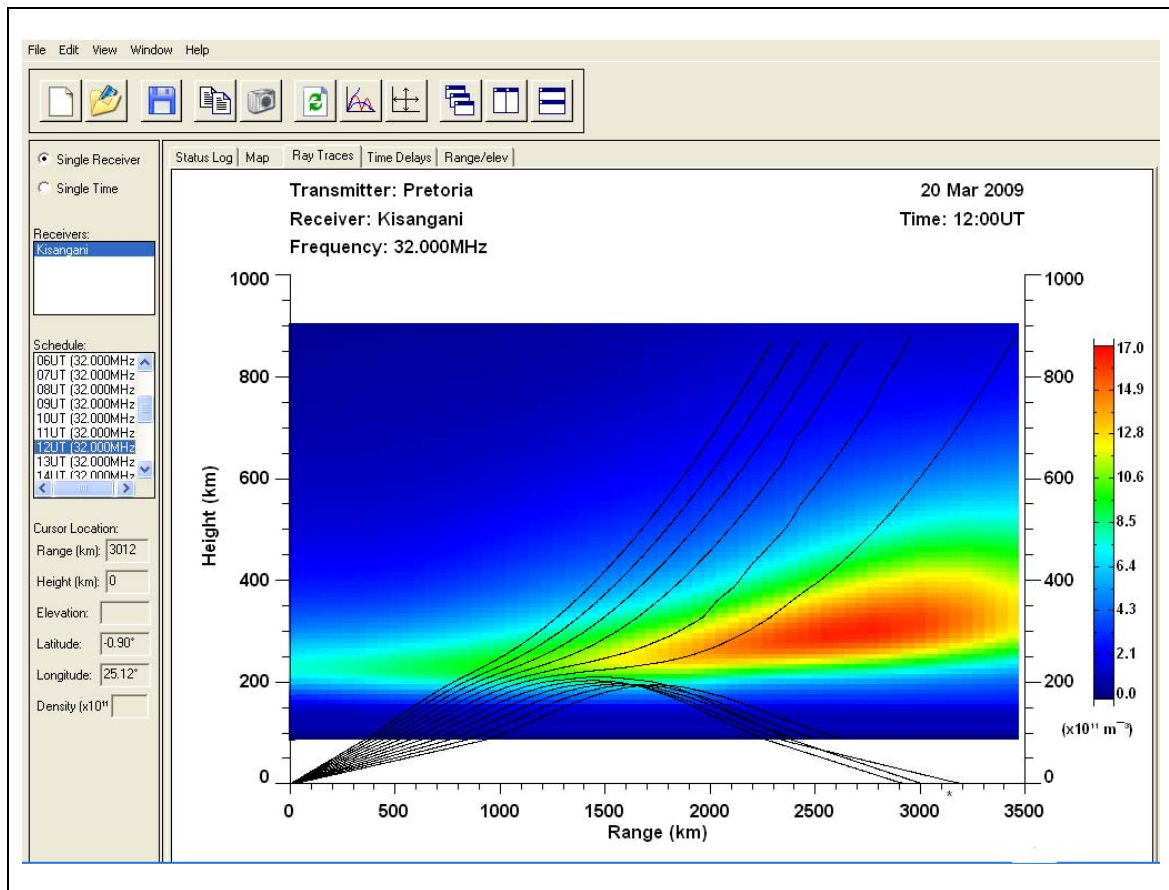 File Edit View Window Help
Single Receiver
Single Time
Receivers:
Kisangani
Schedule:
06UT (32.000MHz
07UT (32.000MHz
08UT (32.000MHz
09UT (32.000MHz
10UT (32.000MHz
11UT (32.000MHz
12UT (32.000MHz
13UT (32.000MHz
14UT (32.000MHz
Cursor Location:
Range (km): 3012
Height (km): 0
Elevation:
Latitude: -0.90°
Longitude: 25.12°
Density (x10¹¹
Status Log Map Ray Traces Time Delays Range/elev
Transmitter: Pretoria 20 Mar 2009
Receiver: Kisangani Time: 12:00UT
Frequency: 32.000MHz
1000 1000
800 800
600 600
400 400
200 200
0 0
Height (km)
0 500 1000 1500 2000 2500 3000 * 3500
Range (km)
17.0
14.9
12.8
10.6
8.5
6.4
4.3
2.1
0.0
(x10¹¹ m⁻³)